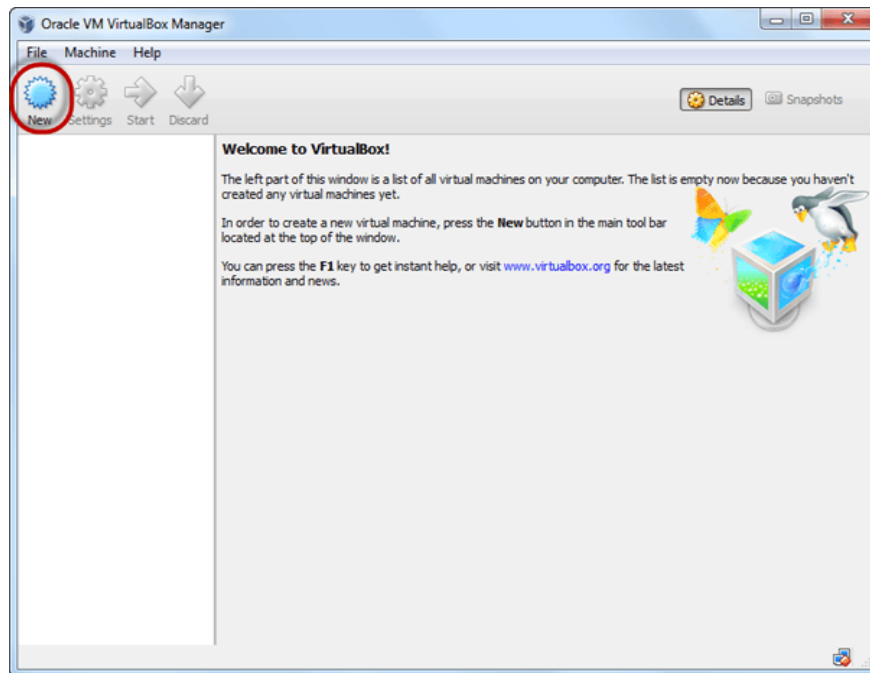 Oracle VM VirtualBox Manager
File Machine Help
New Settings Start Discard
Details Snapshots
Welcome to VirtualBox!
The left part of this window is a list of all virtual machines on your computer. The list is empty now because you haven't
created any virtual machines yet.
In order to create a new virtual machine, press the New button in the main tool bar
located at the top of the window.
You can press the F1 key to get instant help, or visit www.virtualbox.org for the latest
information and news.